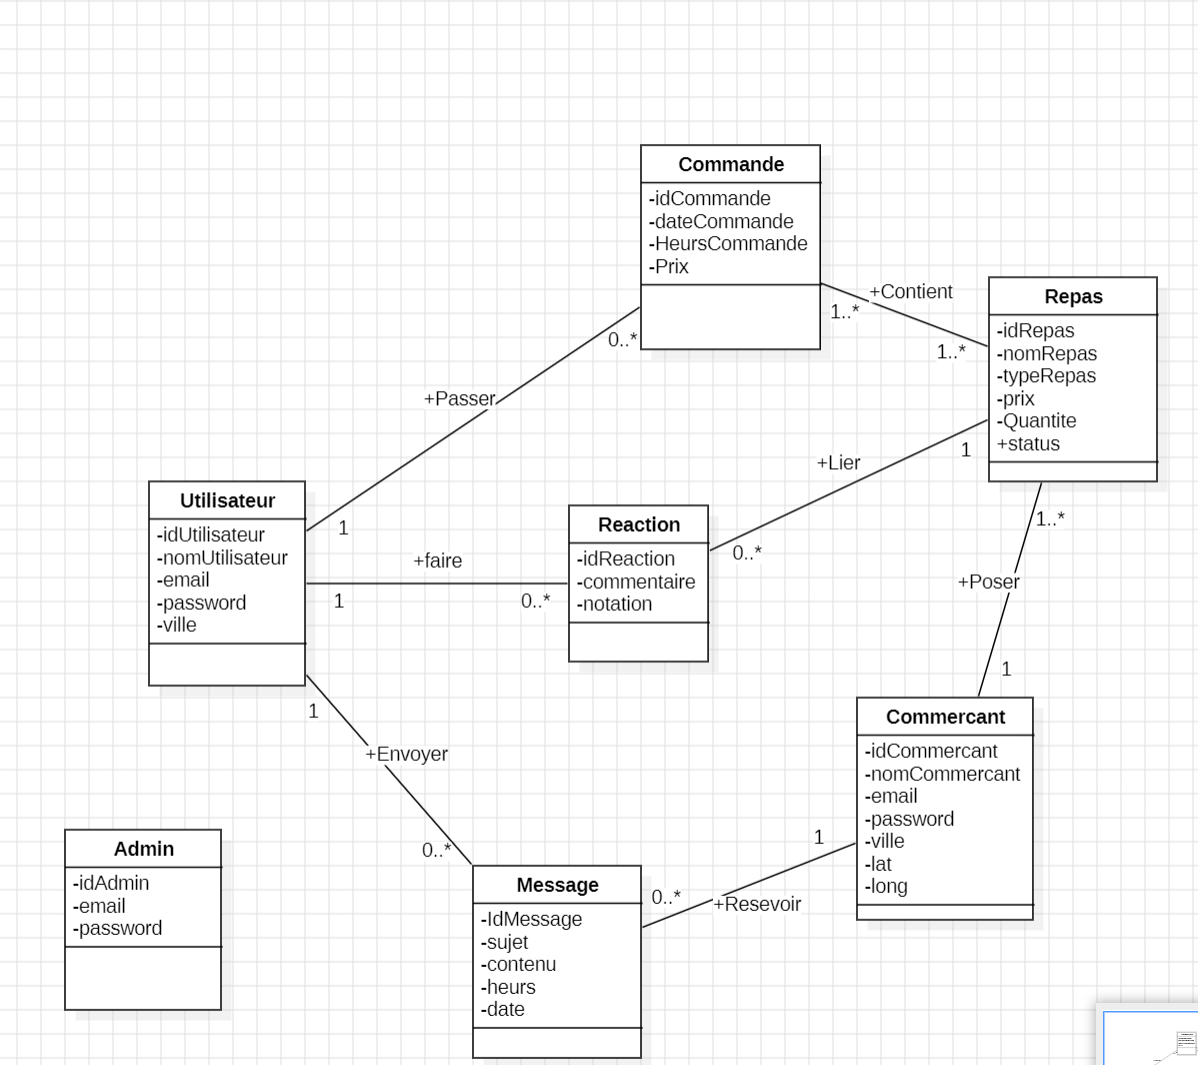 Commande
-idCommande
-dateCommande
-HeursCommande
-Prix
+Contient
1..*
1..*
Repas
-idRepas
-nomRepas
-typeRepas
-prix
-Quantite
+status
0..*
+Passer
1
Utilisateur
-idUtilisateur
-nomUtilisateur
-email
-password
-ville
+faire
1
0..*
Reaction
-idReaction
-commentaire
-notation
+Lier
1
0..*
1..*
+Poser
1
Commercant
-idCommercant
-nomCommercant
-email
-password
-ville
-lat
-long
1
+Envoyer
0..*
Admin
-idAdmin
-email
-password
Message
-IdMessage
-sujet
-contenu
-heurs
-date
0..*
+Resevoir
1